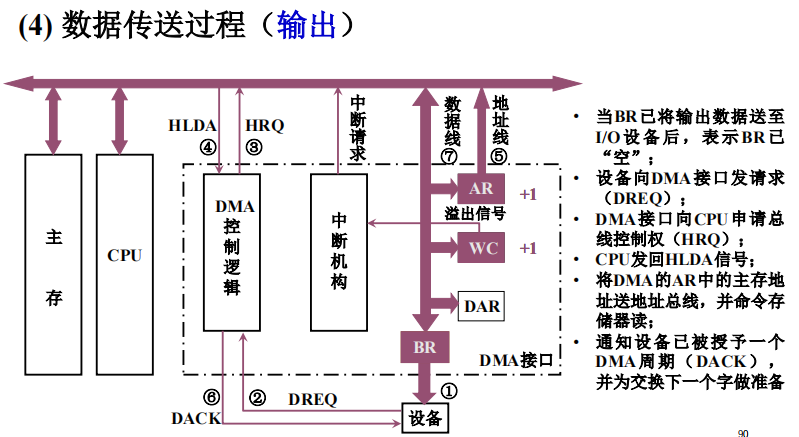 (4) 数据传送过程（输出）
HLDA
④
HRQ
③
中断请求
数据线
⑦
地址线
⑤
主存
CPU
DMA控制逻辑
中断机构
AR
+1
溢出信号
WC
+1
DAR
BR
DMA接口
⑥
②
①
DACK
DREQ
设备
• 当BR已将输出数据送至
I/O设备后，表示BR已
“空”；
• 设备向DMA接口发请求
（DREQ）；
• DMA接口向CPU申请总
线控制权（HRQ）；
• CPU发回HLDA信号；
• 将DMA的AR中的主存地
址送地址总线，并命令存
储器读；
• 通知设备已被授予一个
DMA周期（DACK），
并为交换下一个字做准备
90